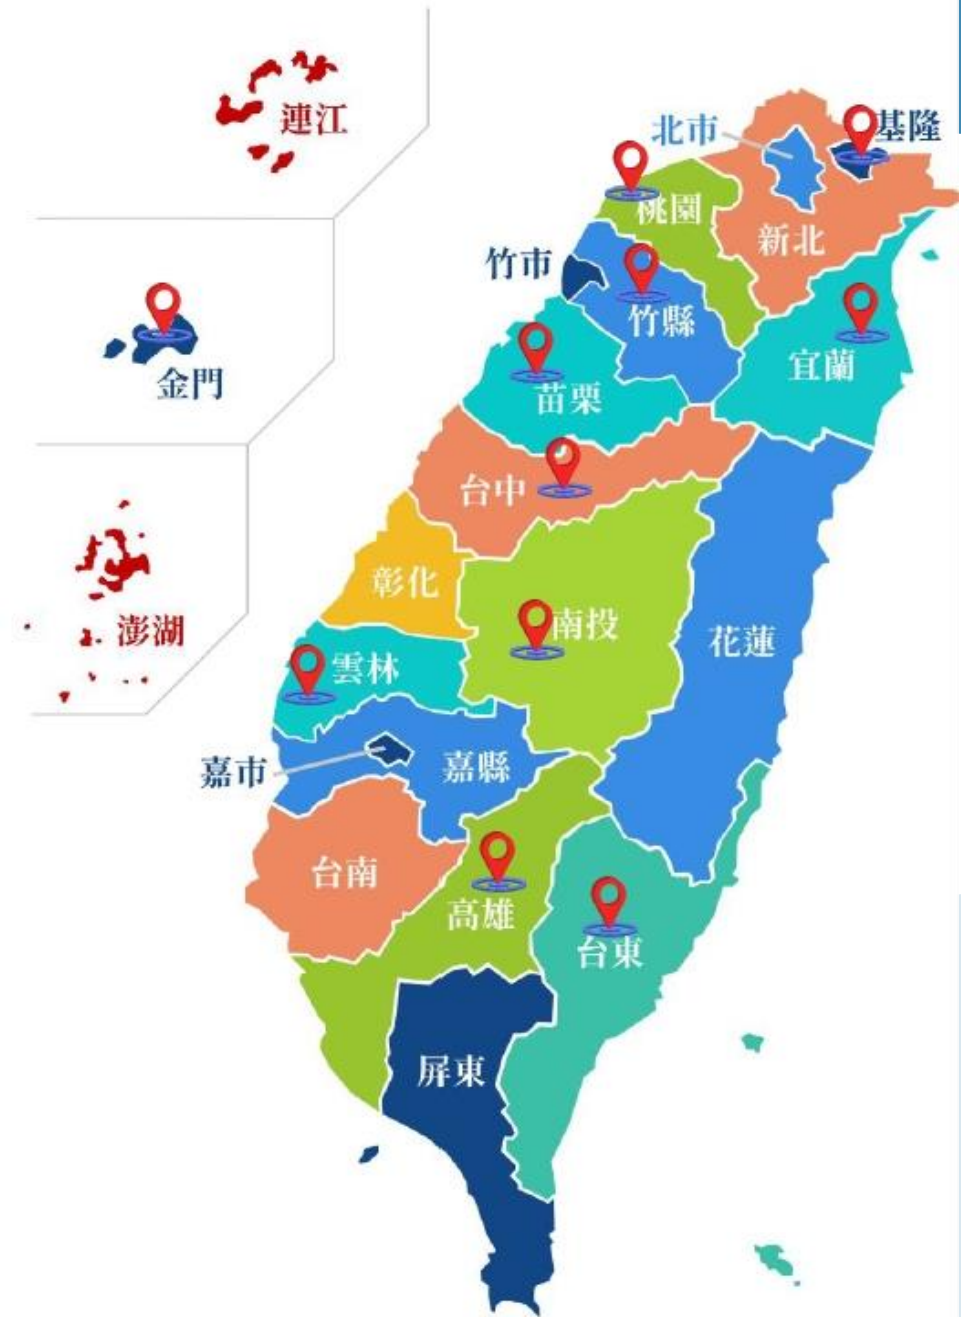 連江
北市
基隆
桃園
新北
竹市
竹縣
金門
宜蘭
苗栗
台中
彰化
南投
澎湖
花蓮
雲林
嘉市
嘉縣
台南
高雄
台東
屏東